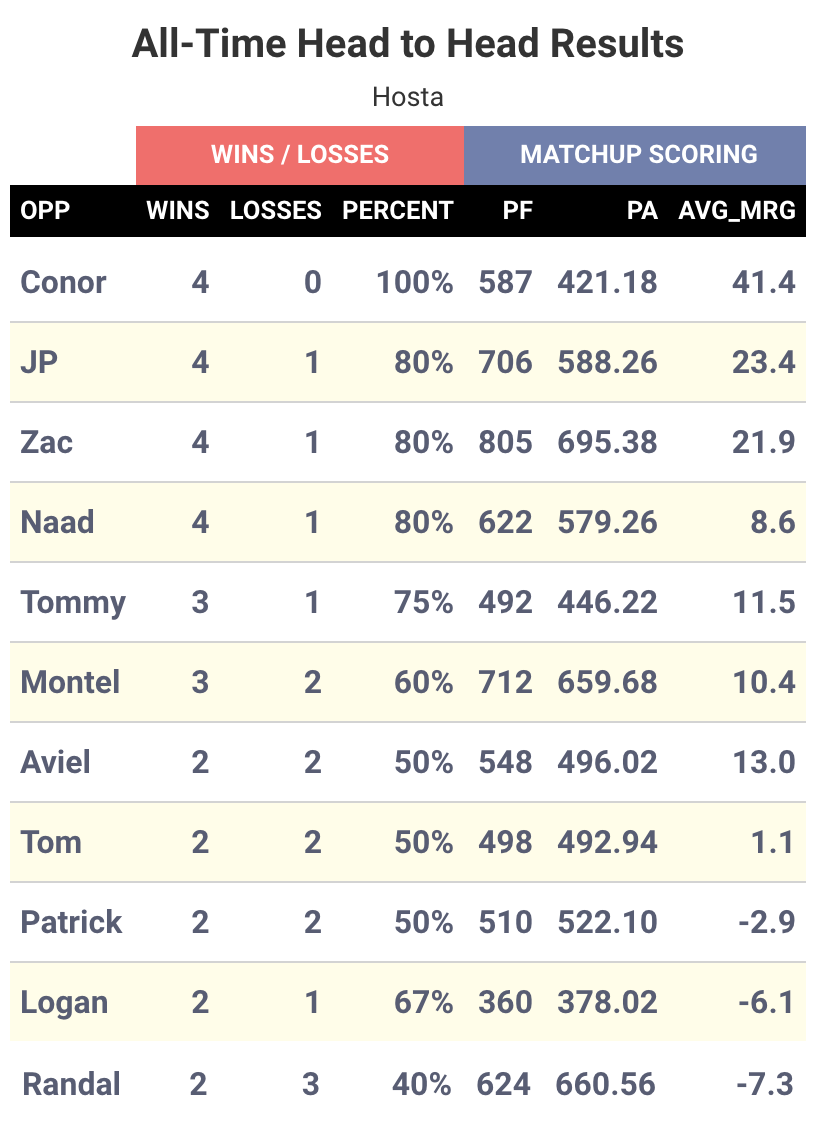 All-Time Head to Head Results
Hosta
WINS / LOSSES MATCHUP SCORING
OPP WINS LOSSES PERCENT PF PA AVG_MRG
Conor 4 0 100% 587 421.18 41.4
JP 4 1 80% 706 588.26 23.4
Zac 4 1 80% 805 695.38 21.9
Naad 4 1 80% 622 579.26 8.6
Tommy 3 1 75% 492 446.22 11.5
Montel 3 2 60% 712 659.68 10.4
Aviel 2 2 50% 548 496.02 13.0
Tom 2 2 50% 498 492.94 1.1
Patrick 2 2 50% 510 522.10 -2.9
Logan 2 1 67% 360 378.02 -6.1
Randal 2 3 40% 624 660.56 -7.3